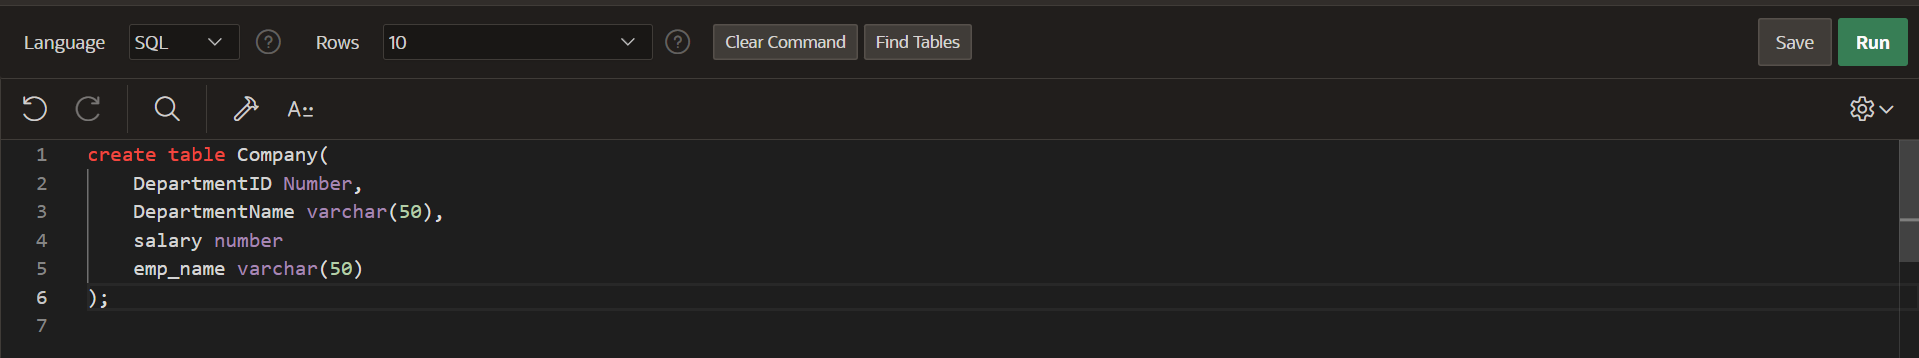 Language SQL ? Rows 10 ? Clear Command Find Tables Save Run
A
1 create table Company(
2 DepartmentID Number,
3 DepartmentName varchar(50),
4 salary number
5 emp_name varchar(50)
6 );
7